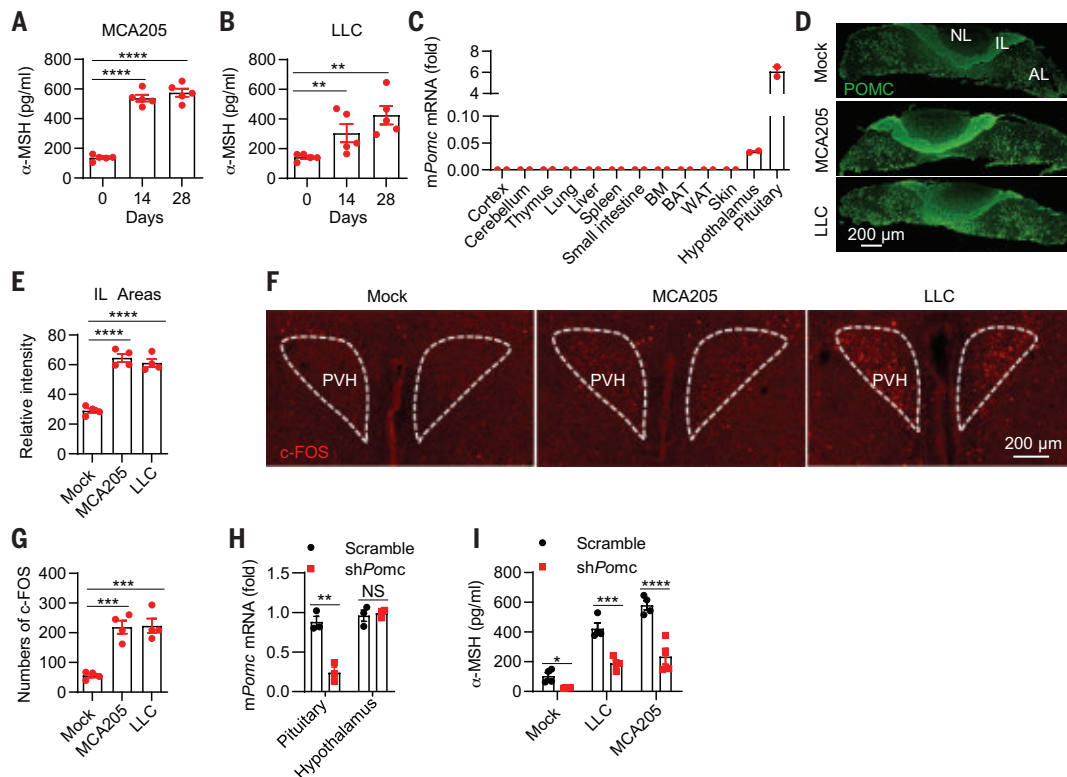 A
MCA205
α-MSH (pg/ml)
800
600
400
200
0
****
****
0 14 28
Days
B
LLC
α-MSH (pg/ml)
800
600
400
200
0
**
**
0 14 28
Days
C
mPomc mRNA (fold)
8
6
4
2
0.10
0.05
0.00
Cortex
Cerebellum
Thymus
Lung
Liver
Spleen
Small intestine
BM
BAT
WAT
Skin
Hypothalamus
Pituitary
D
Mock
NL
IL
AL
POMC
MCA205
LLC
200 μm
E
IL Areas
Relative intensity
80
60
40
20
0
****
****
Mock
MCA205
LLC
F
Mock
MCA205
LLC
PVH
PVH
c-FOS
200 μm
G
Numbers of c-FOS
400
300
200
100
0
***
***
Mock
MCA205
LLC
H
Scramble
shPomc
mPomc mRNA (fold)
1.5
1.0
0.5
0.0
**
NS
Pituitary
Hypothalamus
I
Scramble
shPomc
α-MSH (pg/ml)
800
600
400
200
0
*
***
****
Mock
LLC
MCA205